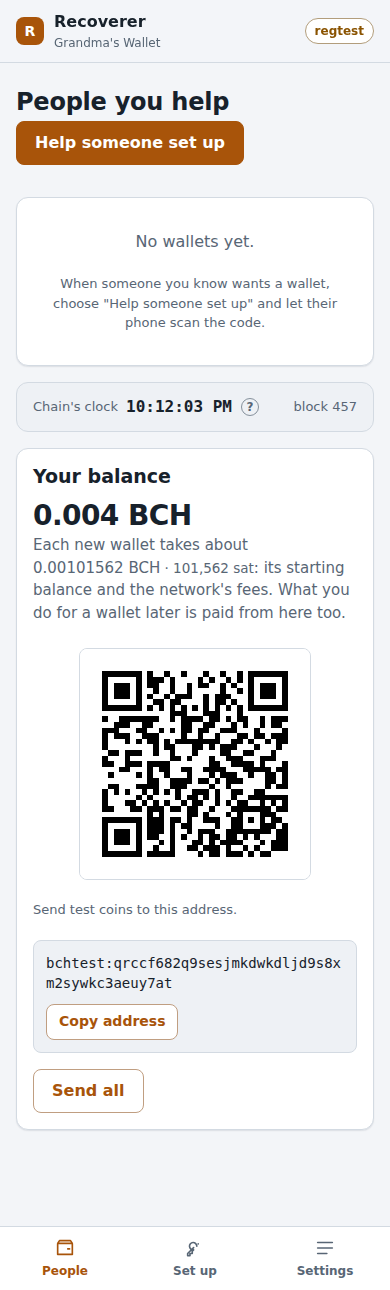 R
Recoverer
Grandma's Wallet
regtest
People you help
Help someone set up
No wallets yet.
When someone you know wants a wallet,
choose "Help someone set up" and let their
phone scan the code.
Chain's clock 10:12:03 PM ? block 457
Your balance
0.004 BCH
Each new wallet takes about
0.00101562 BCH · 101,562 sat: its starting
balance and the network's fees. What you
do for a wallet later is paid from here too.
Send test coins to this address.
bchtest:qrccf682q9sesjmkdwkdljd9s8x
m2sywkc3aeuy7at
Copy address
Send all
People
Set up
Settings